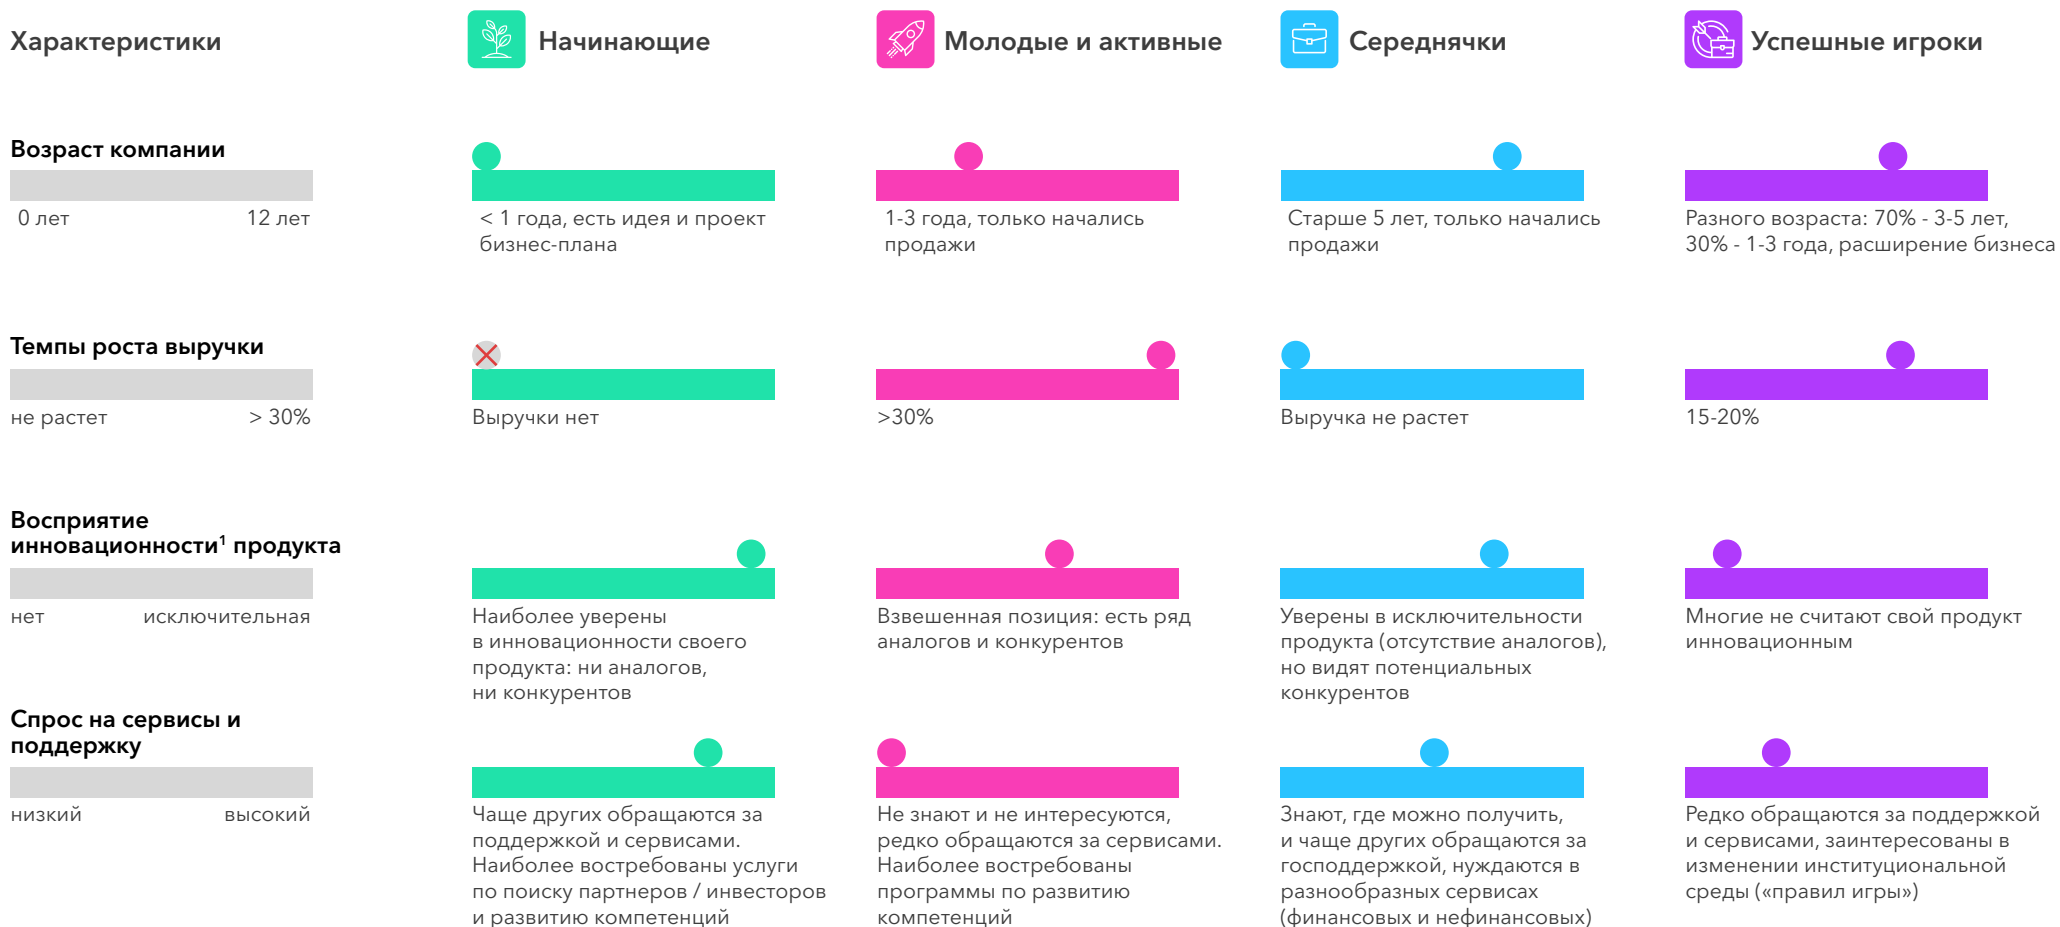 Характеристики
Начинающие
Молодые и активные
Середнячки
Успешные игроки
Возраст компании
0 лет
12 лет
< 1 года, есть идея и проект
бизнес-плана
1-3 года, только начались
продажи
Старше 5 лет, только начались
продажи
Разного возраста: 70% - 3-5 лет,
30% - 1-3 года, расширение бизнеса
Темпы роста выручки
не растет
> 30%
Выручки нет
>30%
Выручка не растет
15-20%
Восприятие
инновационности¹ продукта
нет
исключительная
Наиболее уверены
в инновационности своего
продукта: ни аналогов,
ни конкурентов
Взвешенная позиция: есть ряд
аналогов и конкурентов
Уверены в исключительности
продукта (отсутствие аналогов),
но видят потенциальных
конкурентов
Многие не считают свой продукт
инновационным
Спрос на сервисы и
поддержку
низкий
высокий
Чаще других обращаются за
поддержкой и сервисами.
Наиболее востребованы услуги
по поиску партнеров / инвесторов
и развитию компетенций
Не знают и не интересуются,
редко обращаются за сервисами.
Наиболее востребованы
программы по развитию
компетенций
Знают, где можно получить,
и чаще других обращаются за
господдержкой, нуждаются в
разнообразных сервисах
(финансовых и нефинансовых)
Редко обращаются за поддержкой
и сервисами, заинтересованы в
изменении институциональной
среды («правил игры»)